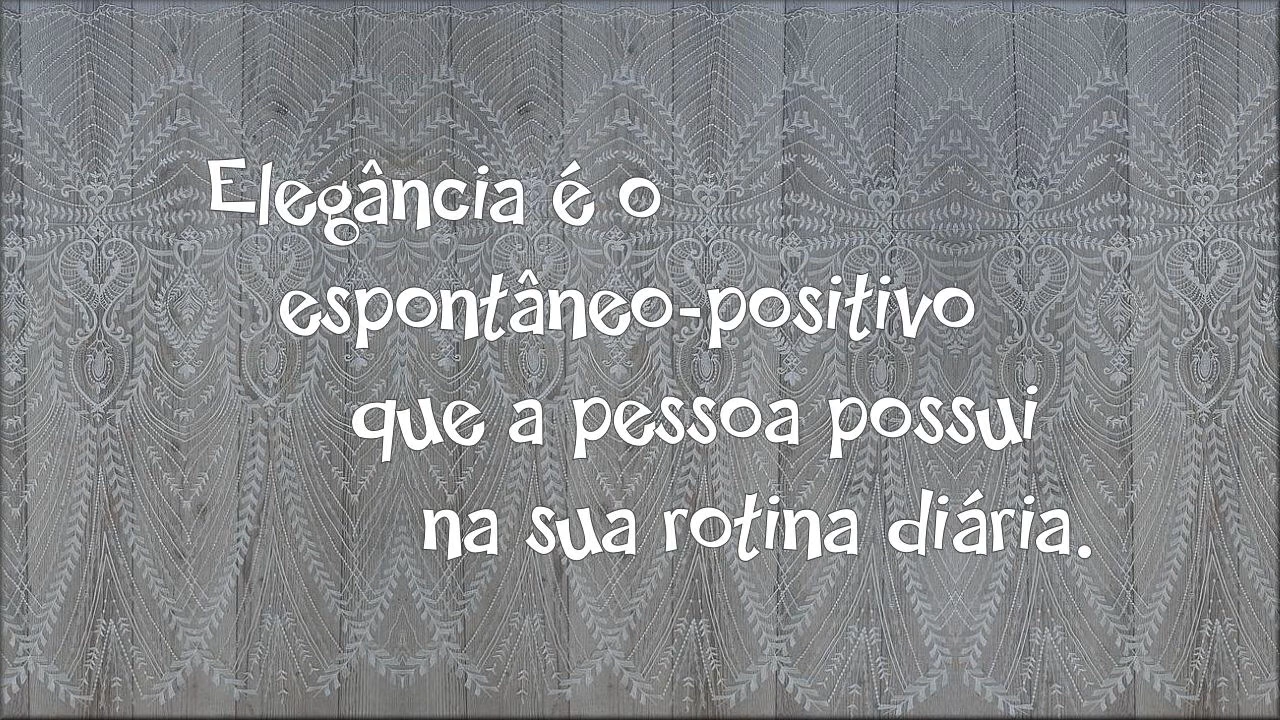 Elegância é o
espontâneo-positivo
que a pessoa possui
na sua rotina diária.